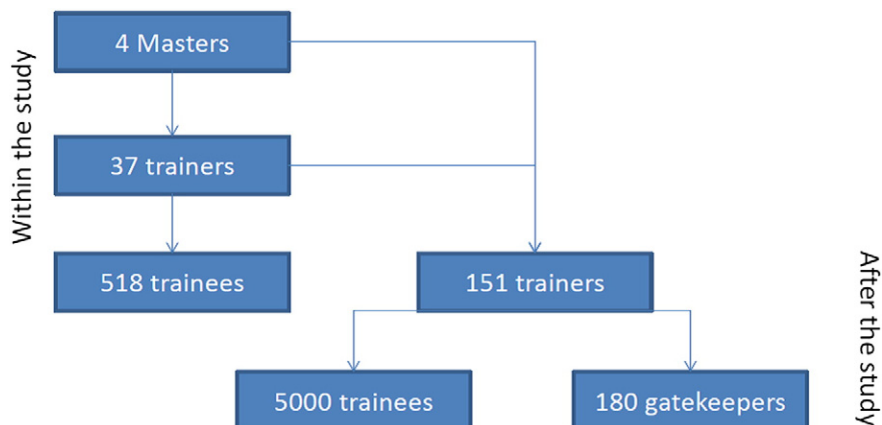 Within the study
4 Masters
37 trainers
518 trainees
151 trainers
After the study
5000 trainees
180 gatekeepers